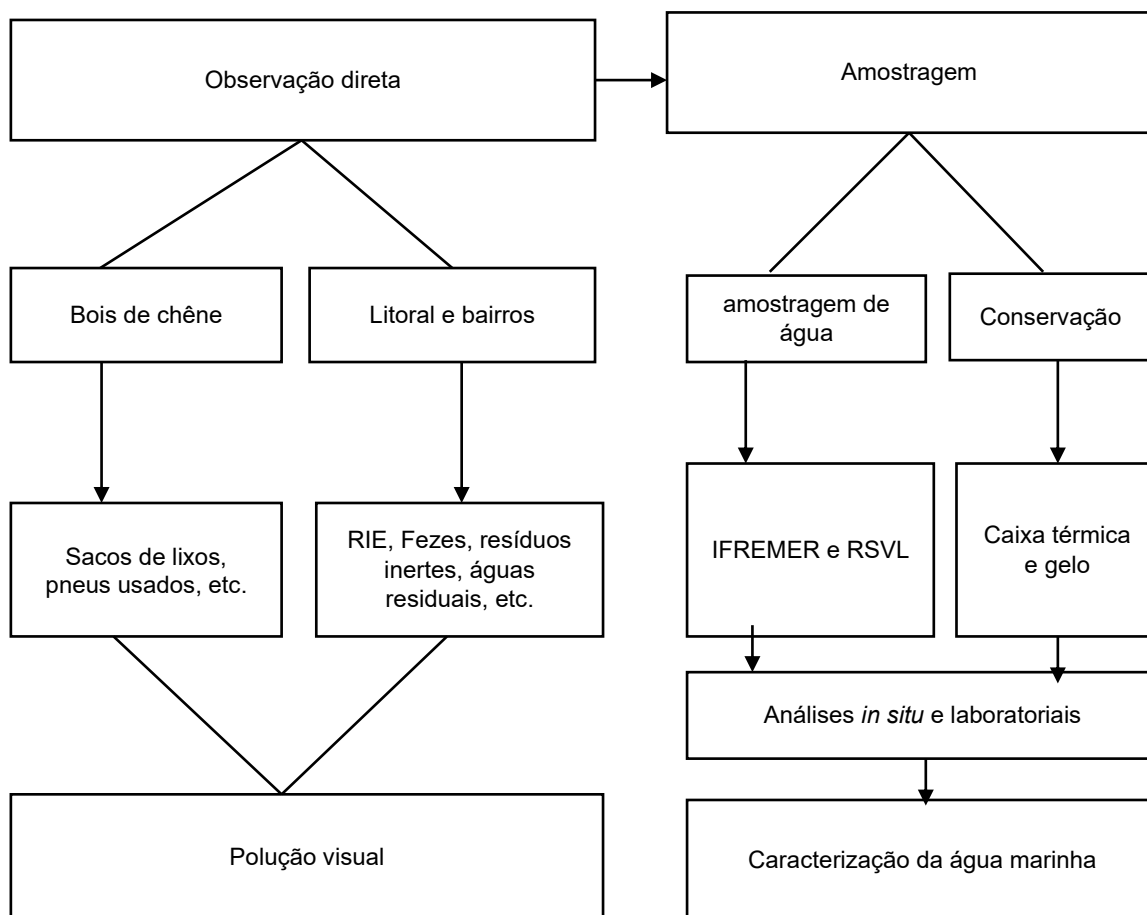 Observação direta
Amostragem
Bois de chêne
Litoral e bairros
amostragem de
água
Conservação
Sacos de lixos,
pneus usados, etc.
RIE, Fezes, resíduos
inertes, águas
residuais, etc.
IFREMER e RSVL
Caixa térmica
e gelo
Análises in situ e laboratoriais
Polução visual
Caracterização da água marinha